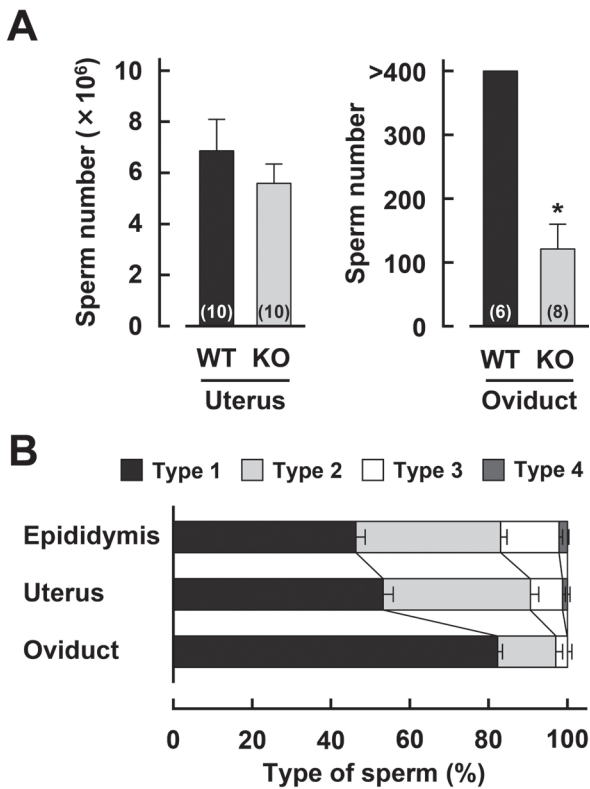 A
Sperm number (×10⁶)
10
8
6
4
2
0
(10)
(10)
WT KO
Uterus
Sperm number
>400
300
200
100
0
*
(6)
(8)
WT KO
Oviduct
B
Type 1 Type 2 Type 3 Type 4
Epididymis
Uterus
Oviduct
0 20 40 60 80 100
Type of sperm (%)